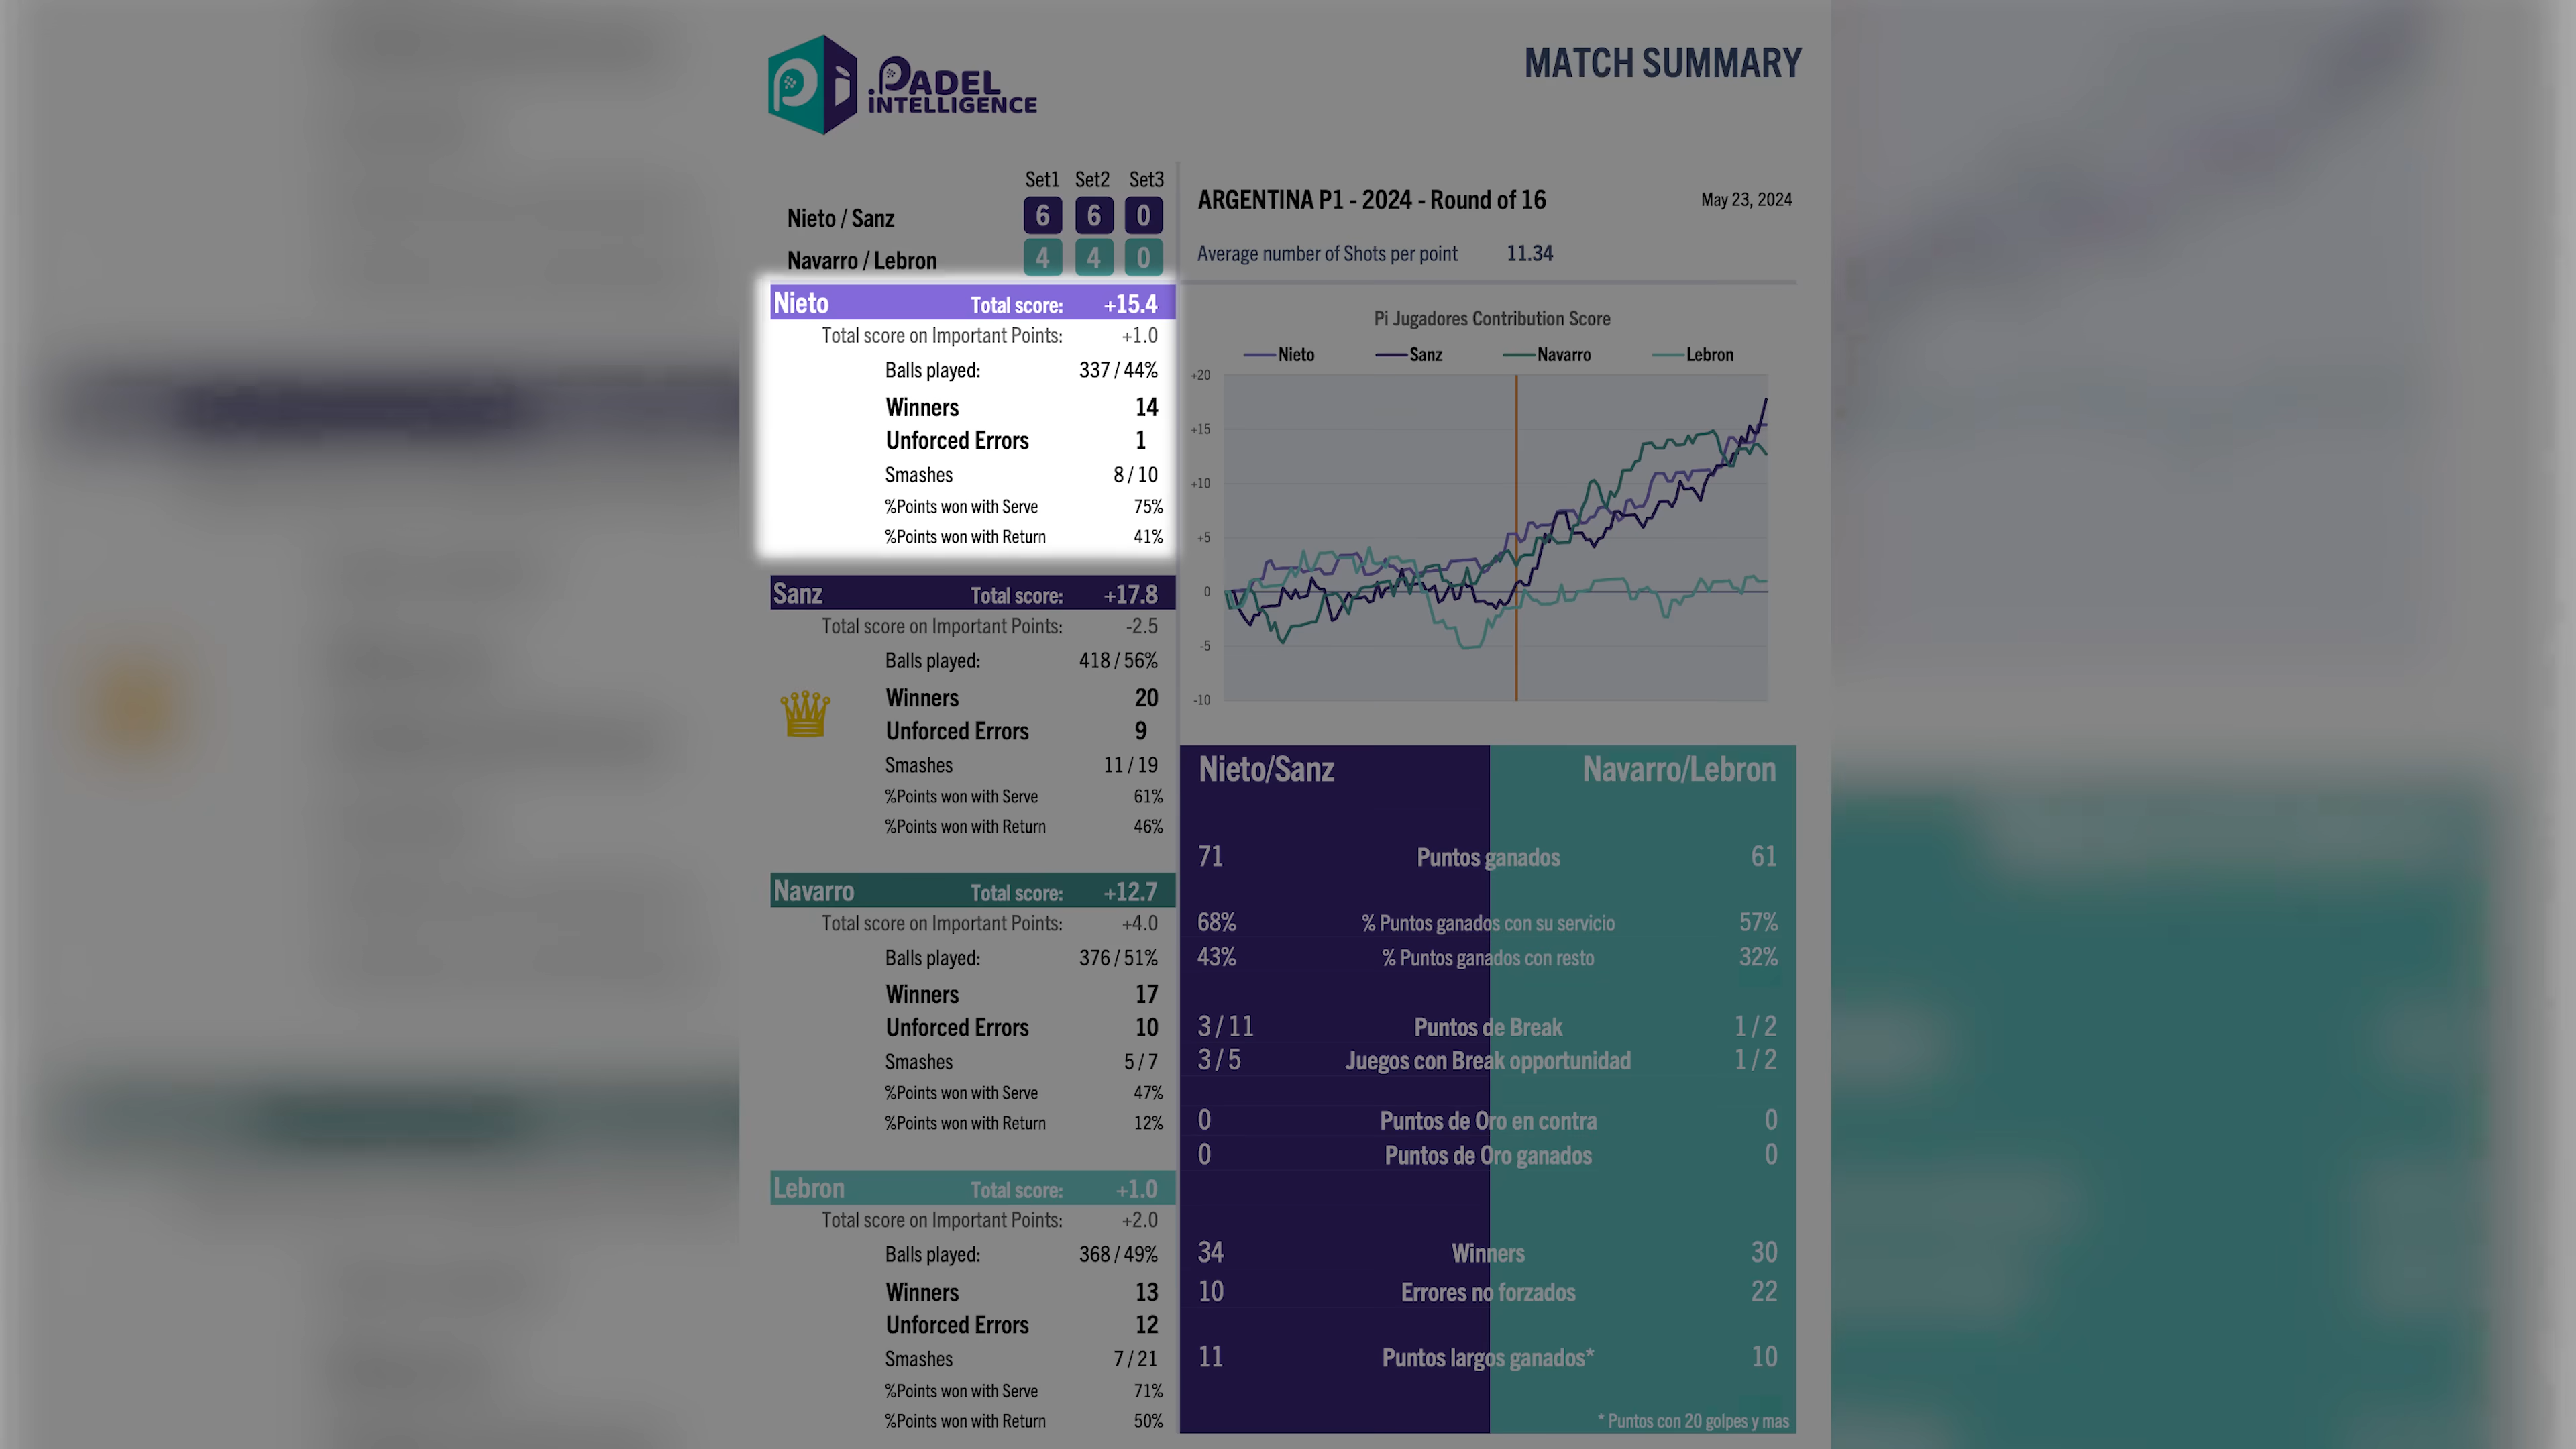 Pi .PADEL INTELLIGENCE
MATCH SUMMARY
Set1 Set2 Set3
Nieto / Sanz 6 6 0
Navarro / Lebron 4 4 0
ARGENTINA P1 - 2024 - Round of 16 May 23, 2024
Average number of Shots per point 11.34
Nieto Total score: +15.4
Total score on Important Points: +1.0
Balls played: 337 / 44%
Winners 14
Unforced Errors 1
Smashes 8 / 10
%Points won with Serve 75%
%Points won with Return 41%
Sanz Total score: +17.8
Total score on Important Points: -2.5
Balls played: 418 / 56%
Winners 20
Unforced Errors 9
Smashes 11 / 19
%Points won with Serve 61%
%Points won with Return 46%
Navarro Total score: +12.7
Total score on Important Points: +4.0
Balls played: 376 / 51%
Winners 17
Unforced Errors 10
Smashes 5 / 7
%Points won with Serve 47%
%Points won with Return 12%
Lebron Total score: +1.0
Total score on Important Points: +2.0
Balls played: 368 / 49%
Winners 13
Unforced Errors 12
Smashes 7 / 21
%Points won with Serve 71%
%Points won with Return 50%
Pi Jugadores Contribution Score
Nieto Sanz Navarro Lebron
+20
+15
+10
+5
0
-5
-10
Nieto/Sanz Navarro/Lebron
71 Puntos ganados 61
68% % Puntos ganados con su servicio 57%
43% % Puntos ganados con resto 32%
3 / 11 Puntos de Break 1 / 2
3 / 5 Juegos con Break opportunidad 1 / 2
0 Puntos de Oro en contra 0
0 Puntos de Oro ganados 0
34 Winners 30
10 Errores no forzados 22
11 Puntos largos ganados* 10
* Puntos con 20 golpes y mas